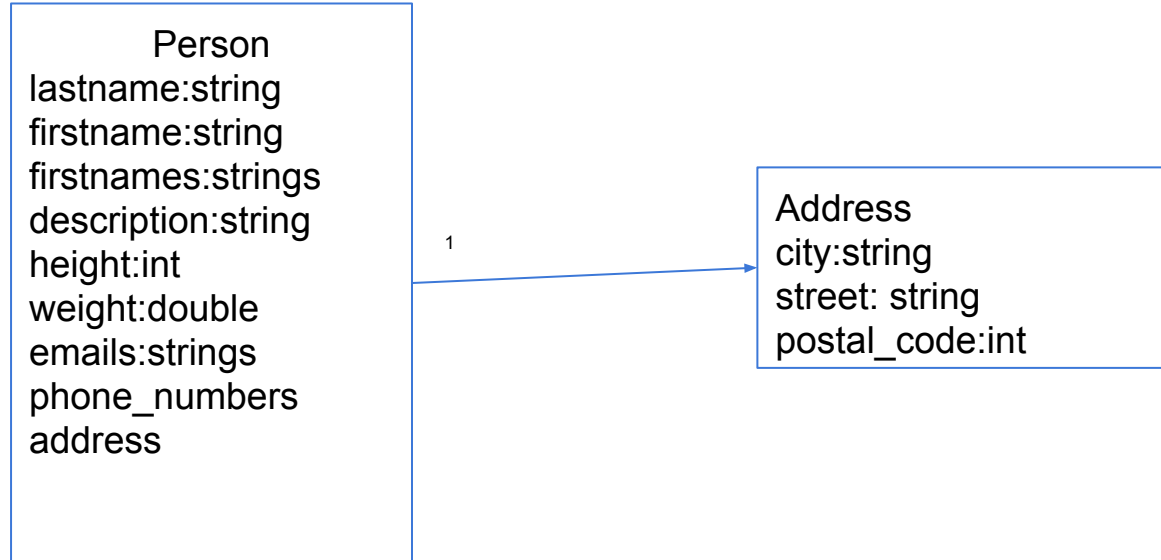 Person
lastname:string
firstname:string
firstnames:strings
description:string
height:int
weight:double
emails:strings
phone_numbers
address
1
Address
city:string
street: string
postal_code:int